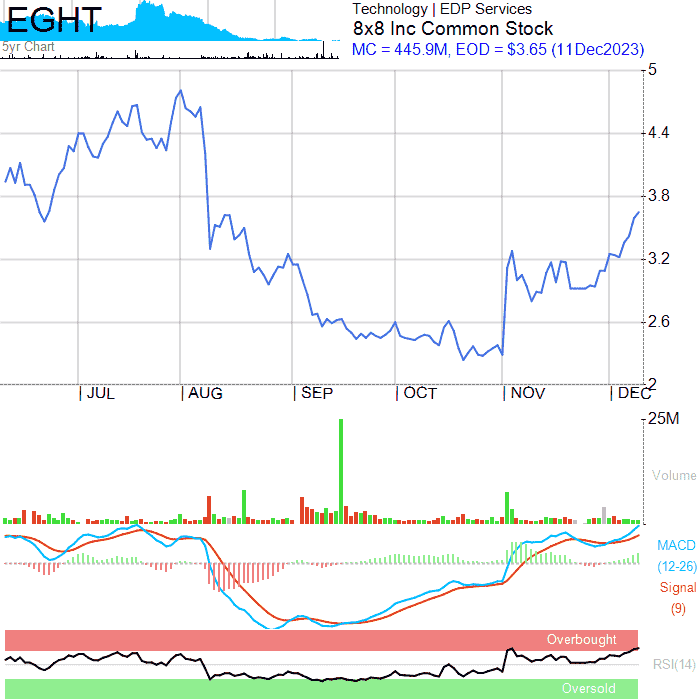 EGHT
5yr Chart
Technology | EDP Services
8x8 Inc Common Stock
MC = 445.9M, EOD = $3.65 (11Dec2023)
5
4.4
3.8
3.2
2.6
2
JUL AUG SEP OCT NOV DEC
25M
Volume
MACD
(12-26)
Signal
(9)
Overbought
RSI(14)
Oversold